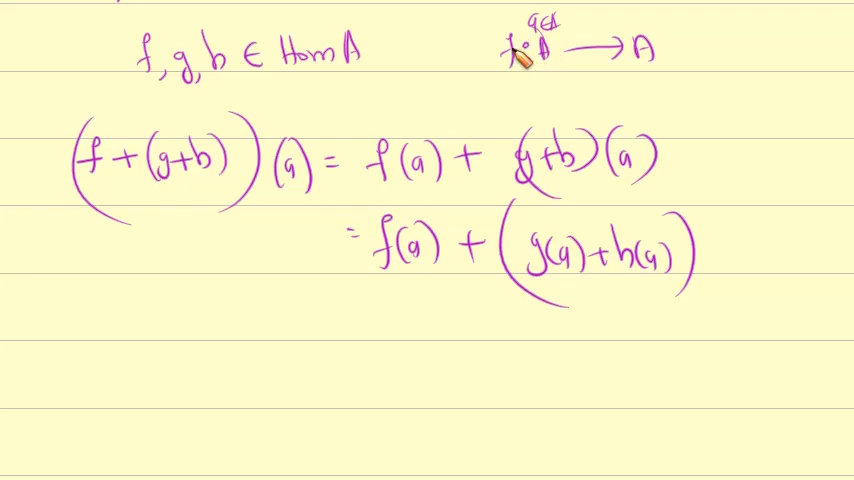 f, g, h ∈ Hom A
a∈A
f: A ⟶ A
(f + (g+h)) (a) = f(a) + (g+h)(a)
= f(a) + (g(a) + h(a))